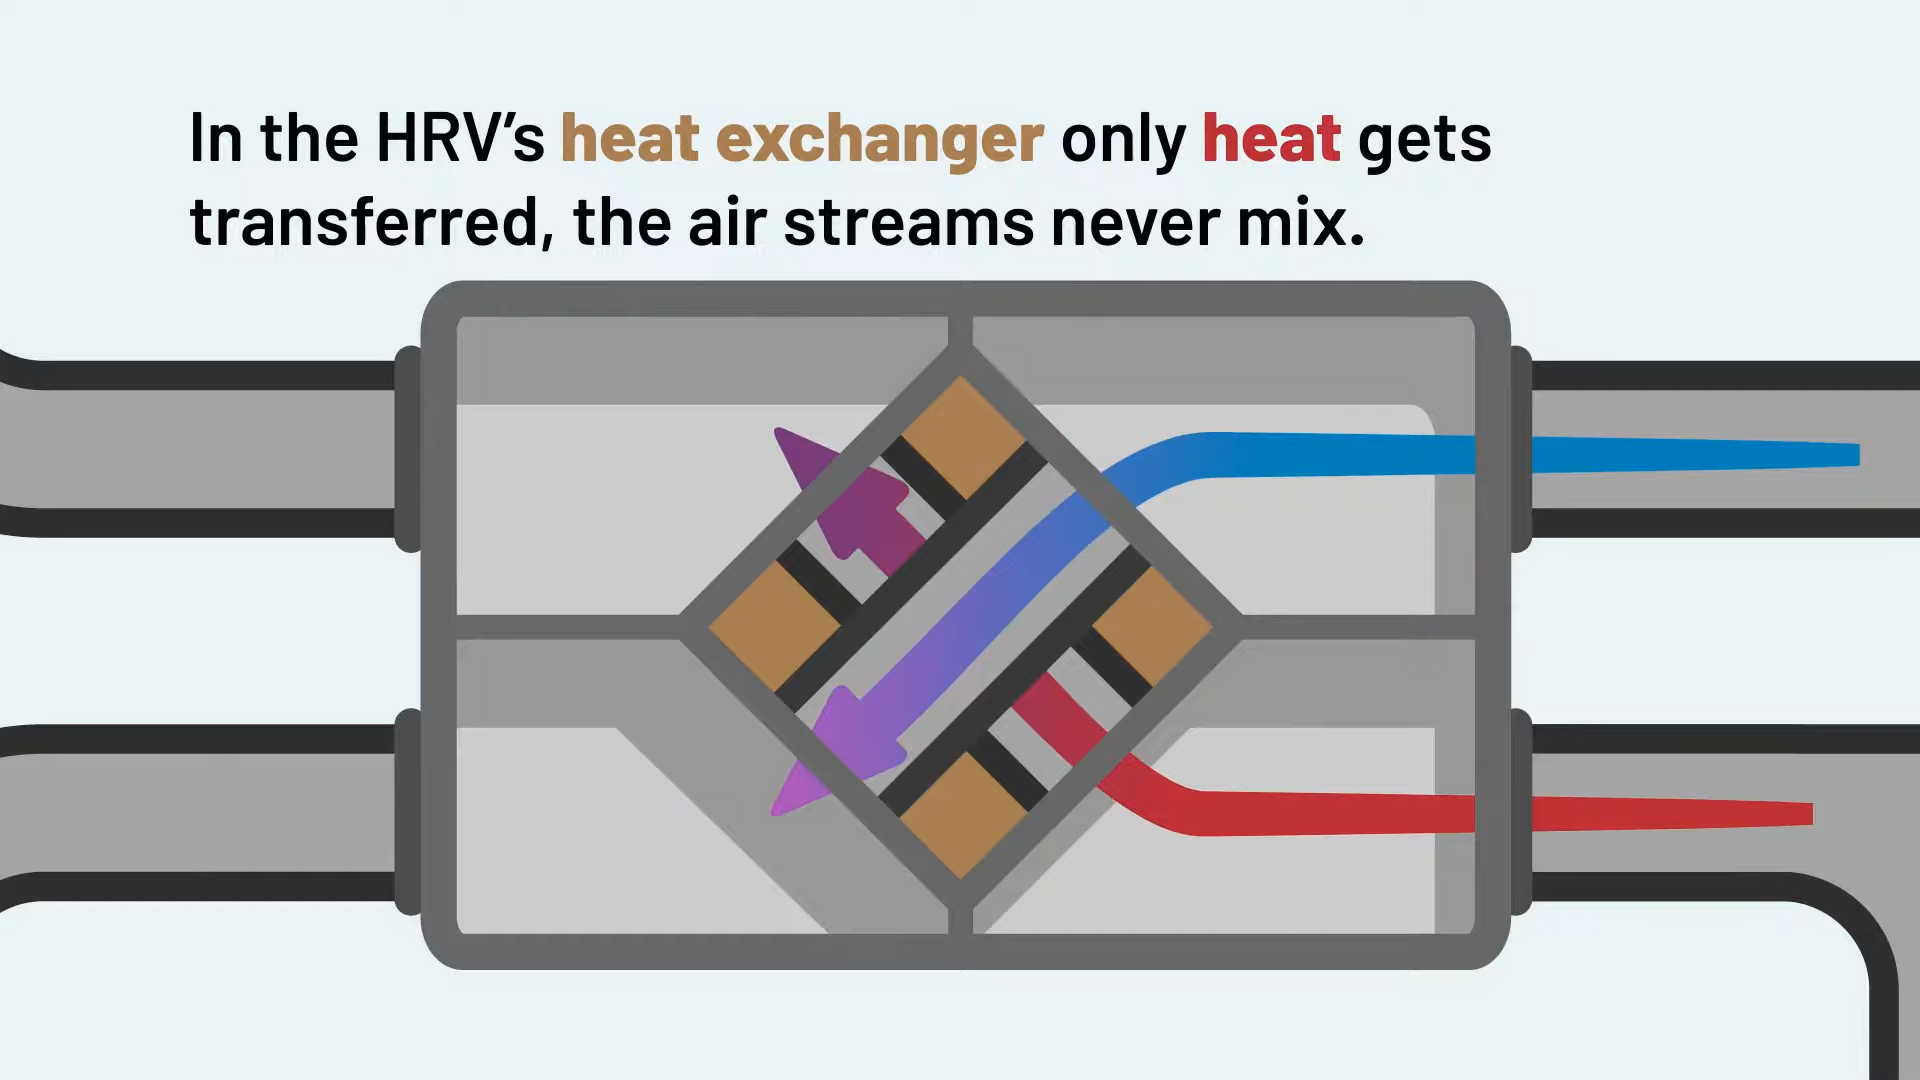 In the HRV’s heat exchanger only heat gets
transferred, the air streams never mix.